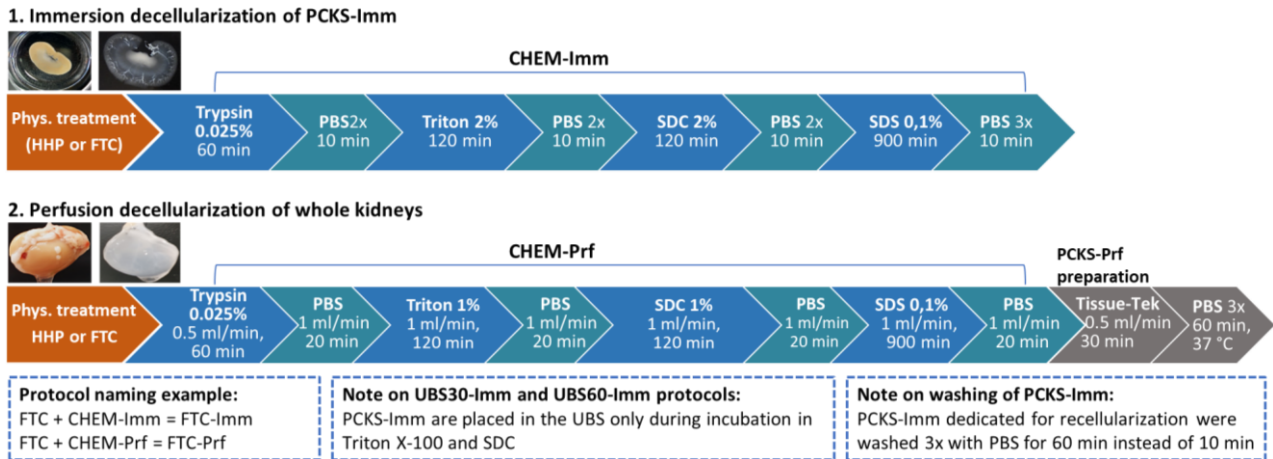 1. Immersion decellularization of PCKS-Imm
CHEM-Imm
Phys. treatment
(HHP or FTC)
Trypsin
0.025%
60 min
PBS2x
10 min
Triton 2%
120 min
PBS 2x
10 min
SDC 2%
120 min
PBS 2x
10 min
SDS 0,1%
900 min
PBS 3x
10 min
2. Perfusion decellularization of whole kidneys
CHEM-Prf
PCKS-Prf
preparation
Phys. treatment
HHP or FTC
Trypsin
0.025%
0.5 ml/min,
60 min
PBS
1 ml/min
20 min
Triton 1%
1 ml/min,
120 min
PBS
1 ml/min
20 min
SDC 1%
1 ml/min,
120 min
PBS
1 ml/min
20 min
SDS 0,1%
1 ml/min,
900 min
PBS
1 ml/min
20 min
Tissue-Tek
0.5 ml/min
30 min
PBS 3x
60 min,
37 °C
Protocol naming example:
FTC + CHEM-Imm = FTC-Imm
FTC + CHEM-Prf = FTC-Prf
Note on UBS30-Imm and UBS60-Imm protocols:
PCKS-Imm are placed in the UBS only during incubation in
Triton X-100 and SDC
Note on washing of PCKS-Imm:
PCKS-Imm dedicated for recellularization were
washed 3x with PBS for 60 min instead of 10 min